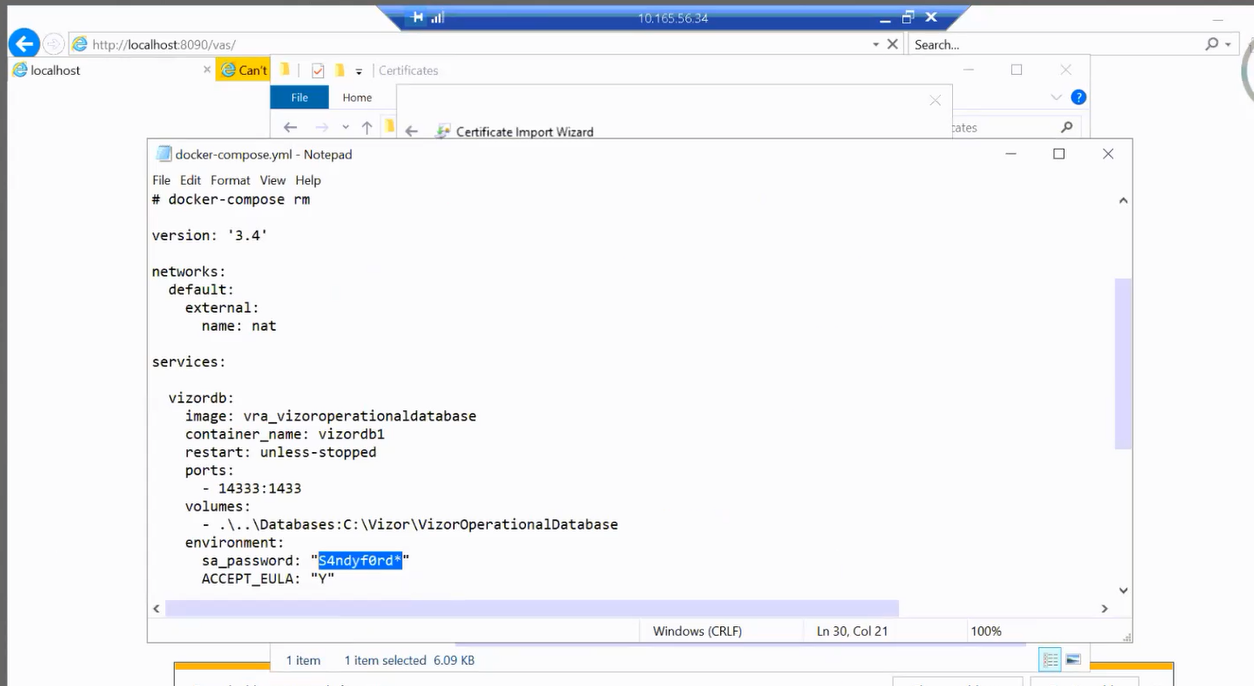 10.165.56.34
http://localhost:8090/vas/
Search...
localhost
Can't
Certificates
File Home
Certificate Import Wizard
cates
docker-compose.yml - Notepad
File Edit Format View Help
# docker-compose rm
version: '3.4'
networks:
default:
external:
name: nat
services:
vizordb:
image: vra_vizoroperationaldatabase
container_name: vizordb1
restart: unless-stopped
ports:
- 14333:1433
volumes:
- .\..\Databases:C:\Vizor\VizorOperationalDatabase
environment:
sa_password: "S4ndyf0rd*"
ACCEPT_EULA: "Y"
Windows (CRLF) Ln 30, Col 21 100%
1 item 1 item selected 6.09 KB